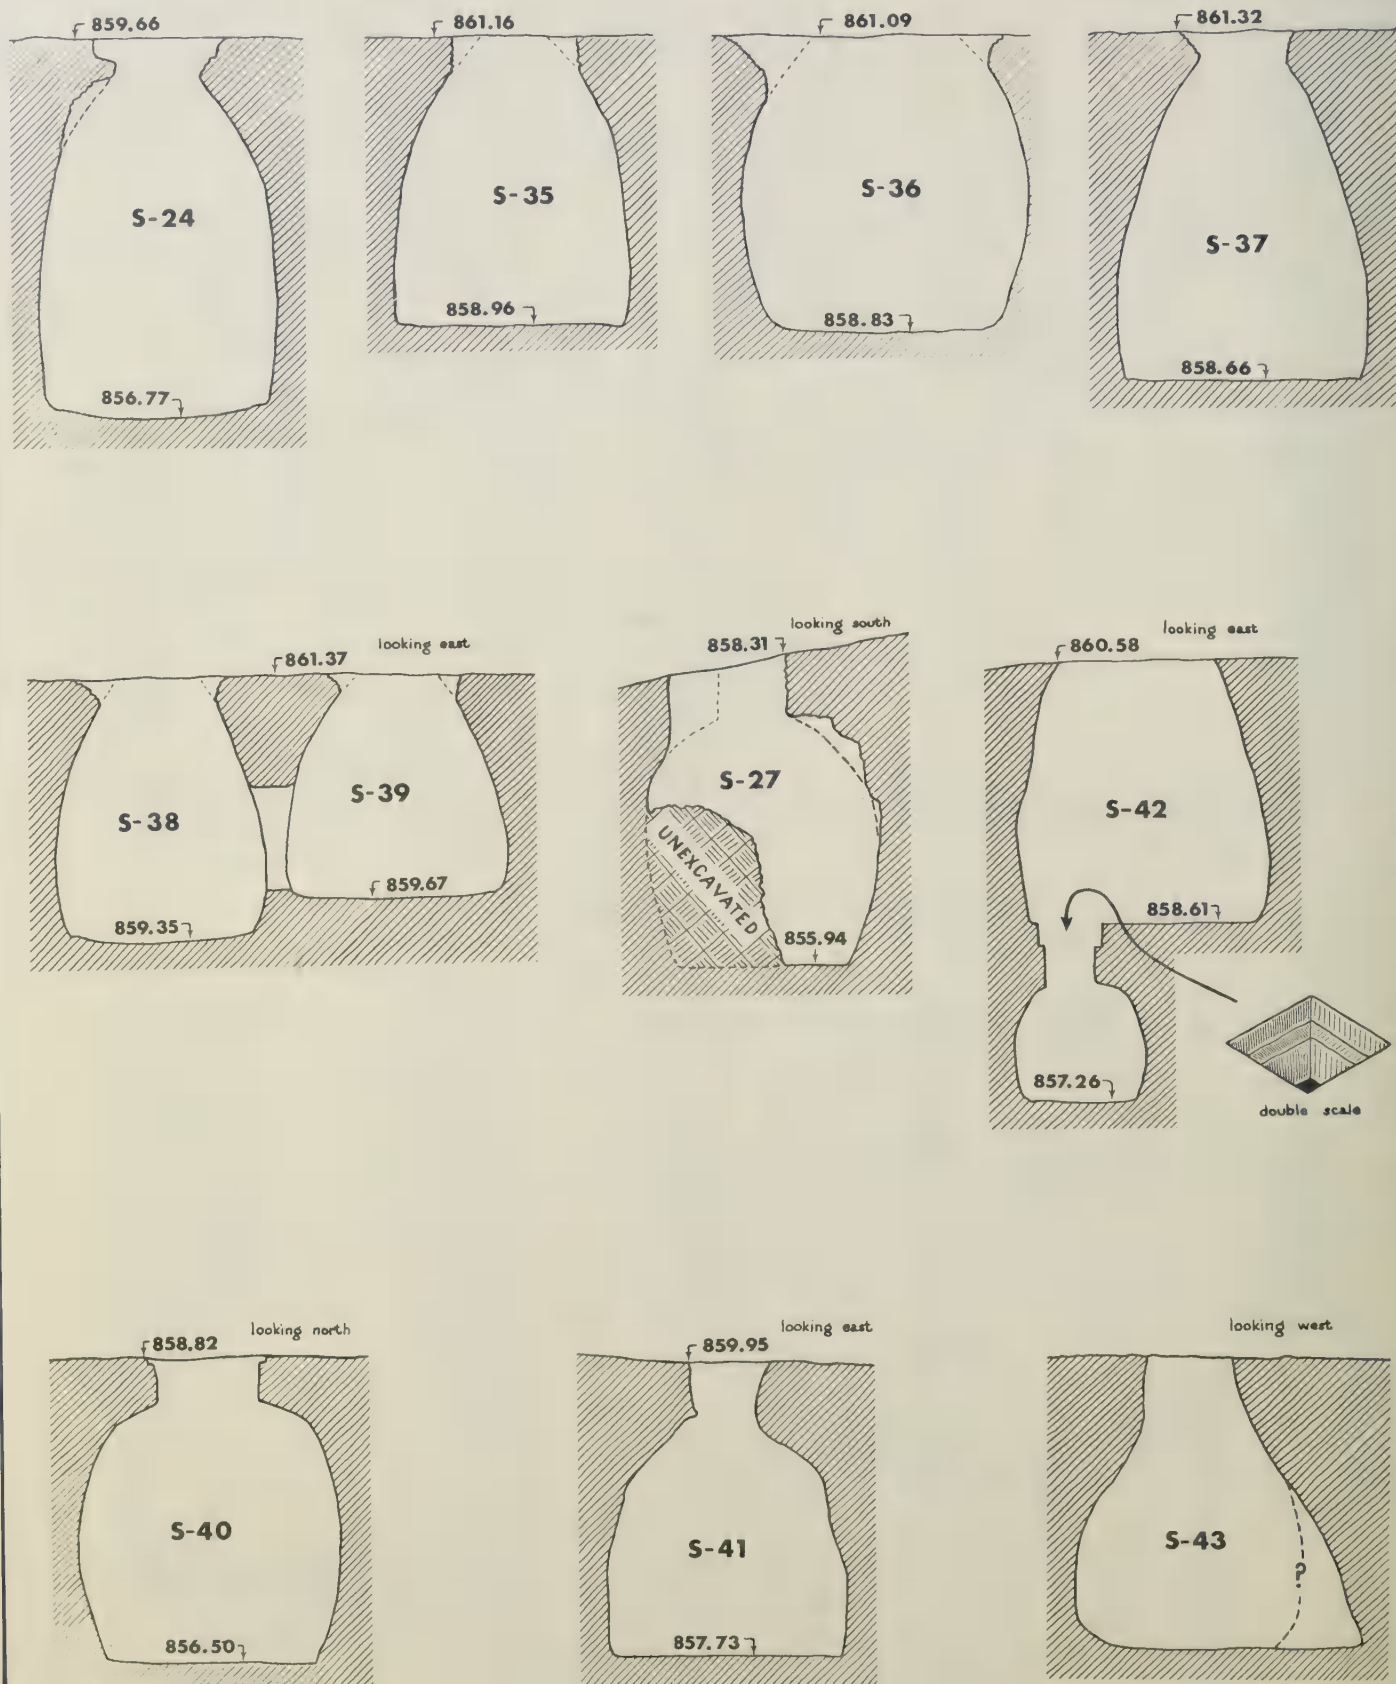 859.66
S-24
856.77
861.16
S-35
858.96
861.09
S-36
858.83
861.32
S-37
858.66
looking east
861.37
S-38
S-39
859.67
859.35
looking south
858.31
S-27
UNEXCAVATED
855.94
looking east
860.58
S-42
858.61
857.26
double scale
looking north
858.82
S-40
856.50
looking east
859.95
S-41
857.73
looking west
S-43
?